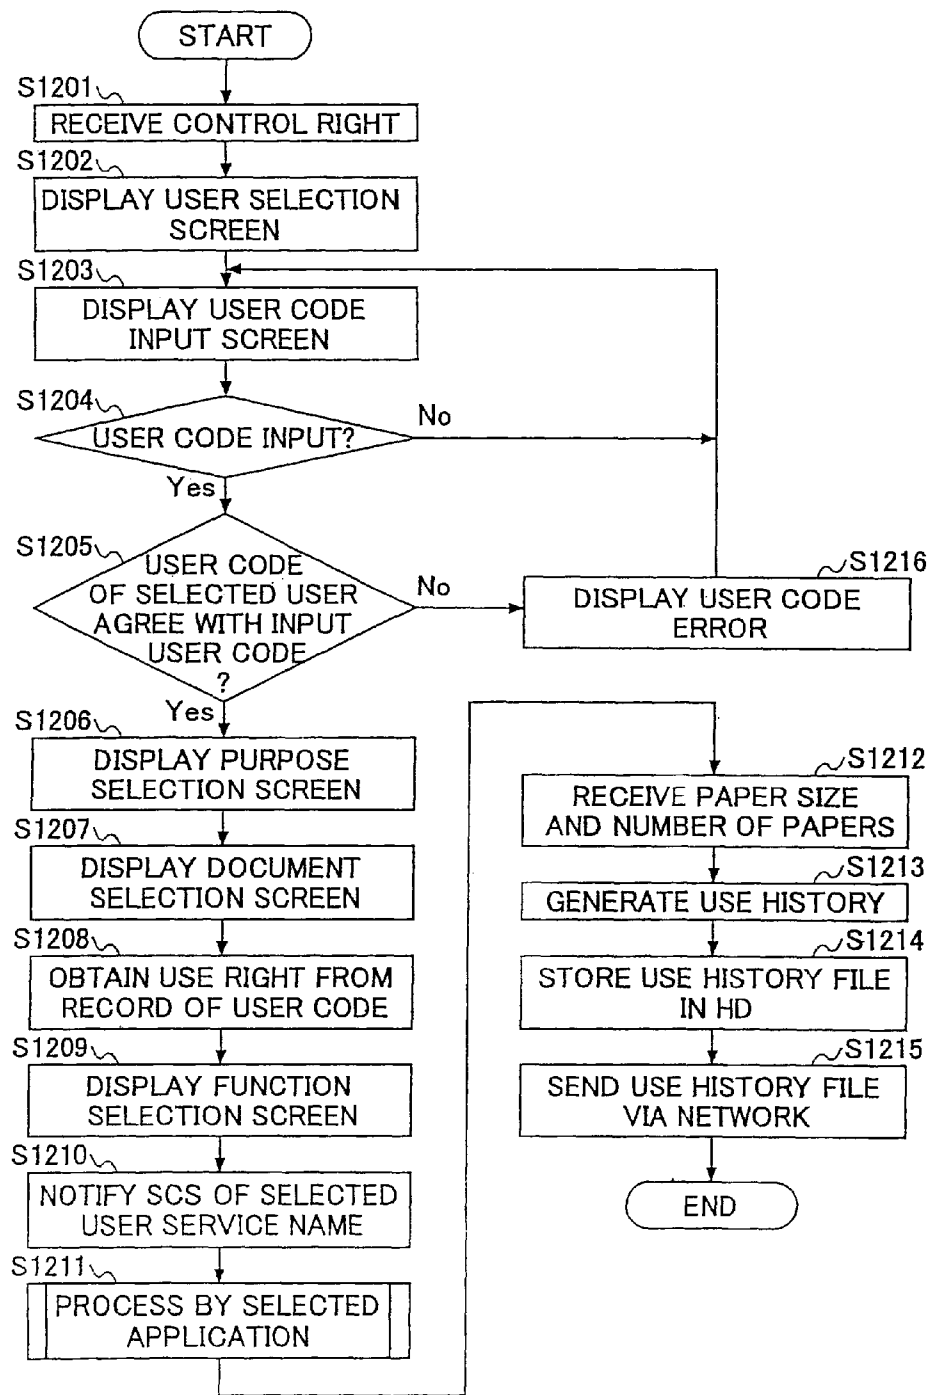 START
S1201
RECEIVE CONTROL RIGHT
S1202
DISPLAY USER SELECTION
SCREEN
S1203
DISPLAY USER CODE
INPUT SCREEN
S1204
USER CODE INPUT?
No
Yes
S1205
USER CODE
OF SELECTED USER
AGREE WITH INPUT
USER CODE
?
No
Yes
S1216
DISPLAY USER CODE
ERROR
S1206
DISPLAY PURPOSE
SELECTION SCREEN
S1207
DISPLAY DOCUMENT
SELECTION SCREEN
S1208
OBTAIN USE RIGHT FROM
RECORD OF USER CODE
S1209
DISPLAY FUNCTION
SELECTION SCREEN
S1210
NOTIFY SCS OF SELECTED
USER SERVICE NAME
S1211
PROCESS BY SELECTED
APPLICATION
S1212
RECEIVE PAPER SIZE
AND NUMBER OF PAPERS
S1213
GENERATE USE HISTORY
S1214
STORE USE HISTORY FILE
IN HD
S1215
SEND USE HISTORY FILE
VIA NETWORK
END